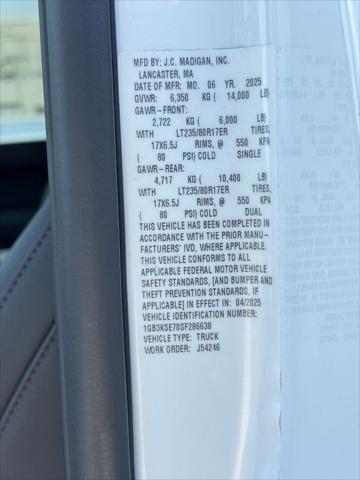 MFD BY: J.C. MADIGAN, INC.
LANCASTER, MA
DATE OF MFR: MO. 06 YR. 2025
GVWR: 6,350 KG ( 14,000 LB)
GAWR-FRONT:
2,722 KG ( 6,000 LB)
WITH LT235/80R17ER TIRES,
17X6.5J RIMS, @ 550 KPA
( 80 PSI) COLD SINGLE
GAWR-REAR:
4,717 KG ( 10,400 LB)
WITH LT235/80R17ER TIRES,
17X6.5J RIMS, @ 550 KPA
( 80 PSI) COLD DUAL
THIS VEHICLE HAS BEEN COMPLETED IN
ACCORDANCE WITH THE PRIOR MANU-
FACTURERS' IVD, WHERE APPLICABLE.
THIS VEHICLE CONFORMS TO ALL
APPLICABLE FEDERAL MOTOR VEHICLE
SAFETY STANDARDS, [AND BUMPER AND
THEFT PREVENTION STANDARDS, IF
APPLICABLE] IN EFFECT IN: 04/2025
VEHICLE IDENTIFICATION NUMBER:
1GB3KSE70SF286638
VEHICLE TYPE: TRUCK
WORK ORDER: J54246